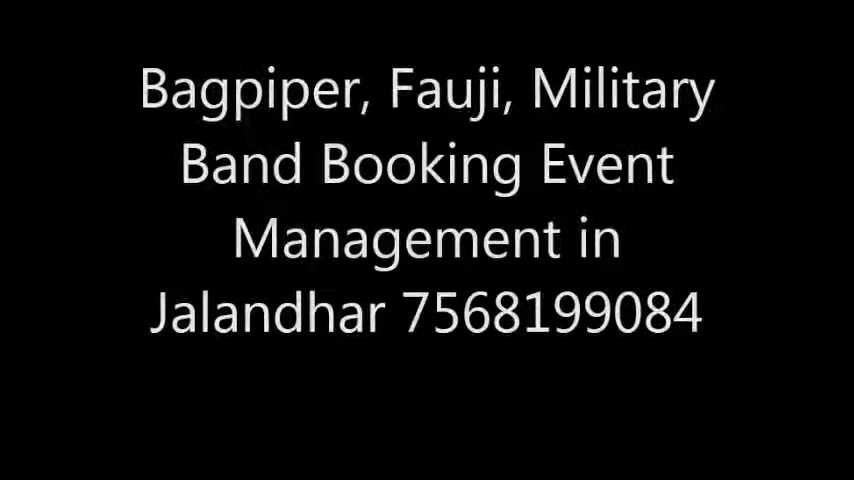 Bagpiper, Fauji, Military
Band Booking Event
Management in
Jalandhar 7568199084